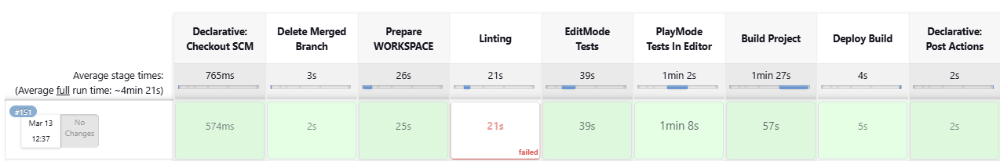 Declarative:
Checkout SCM
Delete Merged
Branch
Prepare
WORKSPACE
Linting
EditMode
Tests
PlayMode
Tests In Editor
Build Project
Deploy Build
Declarative:
Post Actions
Average stage times:
(Average full run time: ~4min 21s)
765ms
3s
26s
21s
39s
1min 2s
1min 27s
4s
2s
#151
Mar 13
12:37
No
Changes
574ms
2s
25s
21s
failed
39s
1min 8s
57s
5s
2s